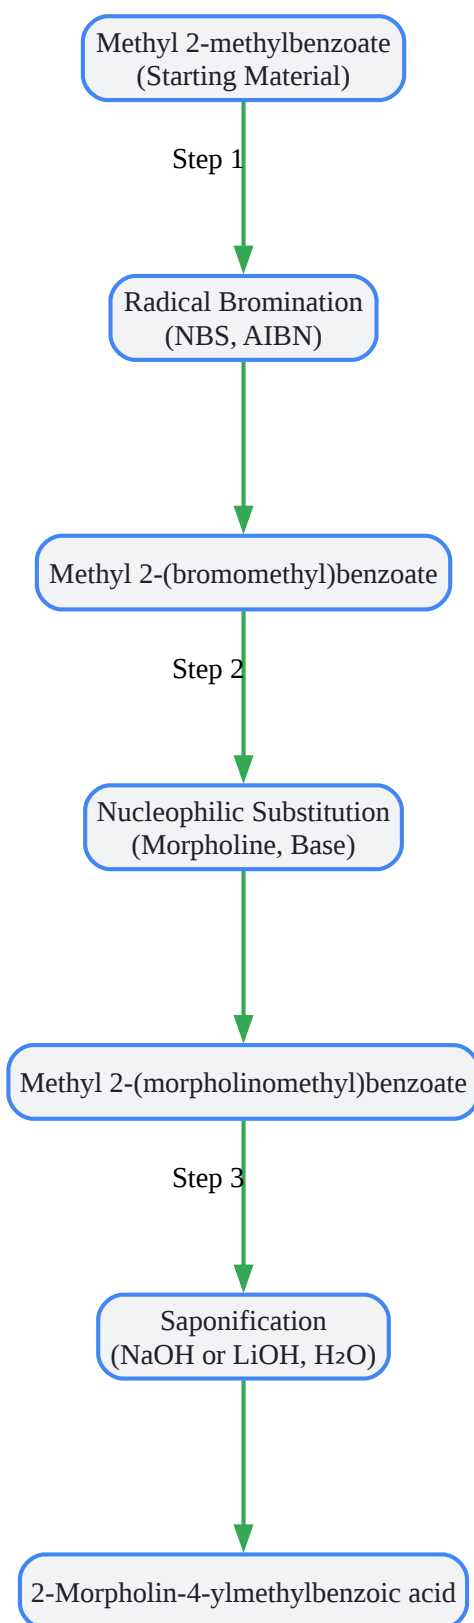 Methyl 2-methylbenzoate
(Starting Material)
Step 1
Radical Bromination
(NBS, AIBN)
Methyl 2-(bromomethyl)benzoate
Step 2
Nucleophilic Substitution
(Morpholine, Base)
Methyl 2-(morpholinomethyl)benzoate
Step 3
Saponification
(NaOH or LiOH, H₂O)
2-Morpholin-4-ylmethylbenzoic acid